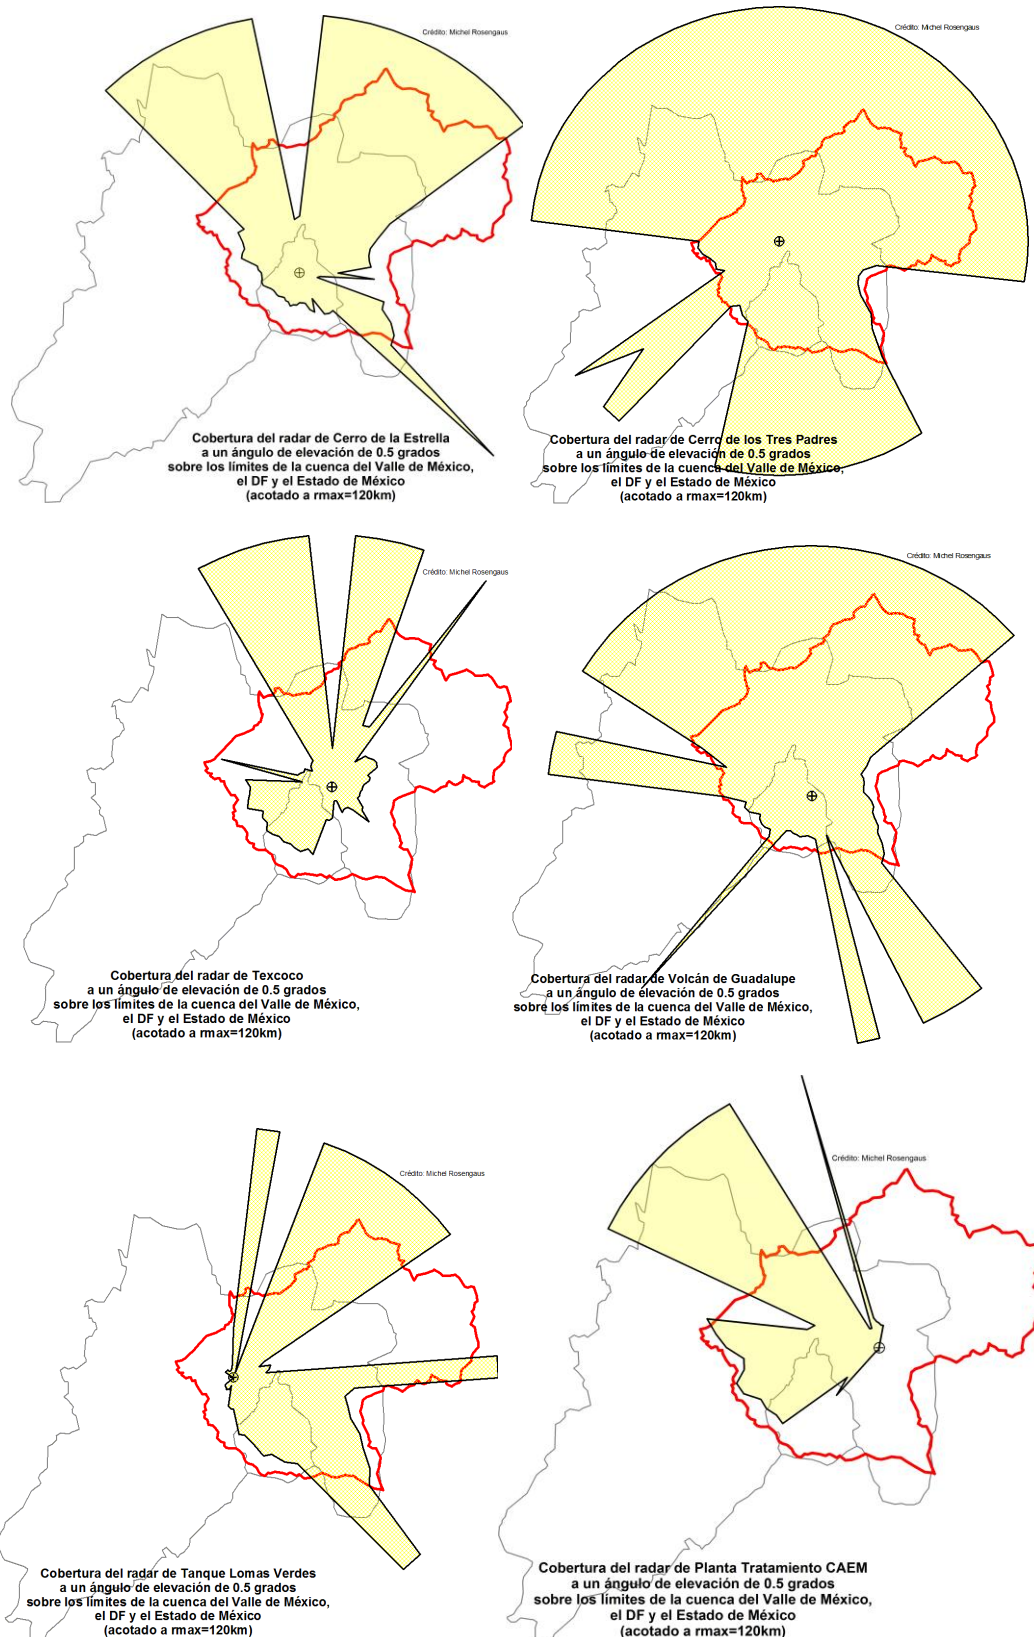 Crédito: Michel Rosengaus
Cobertura del radar de Cerro de la Estrella
a un ángulo de elevación de 0.5 grados
sobre los límites de la cuenca del Valle de México,
el DF y el Estado de México
(acotado a rmax=120km)
Crédito: Michel Rosengaus
Cobertura del radar de Cerro de los Tres Padres
a un ángulo de elevación de 0.5 grados
sobre los límites de la cuenca del Valle de México,
el DF y el Estado de México
(acotado a rmax=120km)
Crédito: Michel Rosengaus
Cobertura del radar de Texcoco
a un ángulo de elevación de 0.5 grados
sobre los límites de la cuenca del Valle de México,
el DF y el Estado de México
(acotado a rmax=120km)
Crédito: Michel Rosengaus
Cobertura del radar de Volcán de Guadalupe
a un ángulo de elevación de 0.5 grados
sobre los límites de la cuenca del Valle de México,
el DF y el Estado de México
(acotado a rmax=120km)
Crédito: Michel Rosengaus
Cobertura del radar de Tanque Lomas Verdes
a un ángulo de elevación de 0.5 grados
sobre los límites de la cuenca del Valle de México,
el DF y el Estado de México
(acotado a rmax=120km)
Crédito: Michel Rosengaus
Cobertura del radar de Planta Tratamiento CAEM
a un ángulo de elevación de 0.5 grados
sobre los límites de la cuenca del Valle de México,
el DF y el Estado de México
(acotado a rmax=120km)